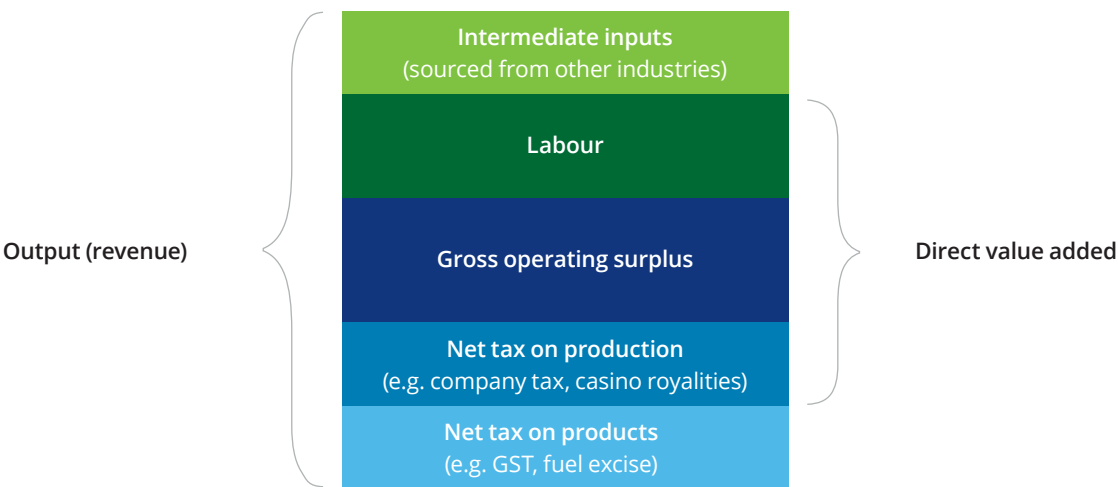 Intermediate inputs
(sourced from other industries)
Labour
Output (revenue)
Gross operating surplus
Direct value added
Net tax on production
(e.g. company tax, casino royalities)
Net tax on products
(e.g. GST, fuel excise)